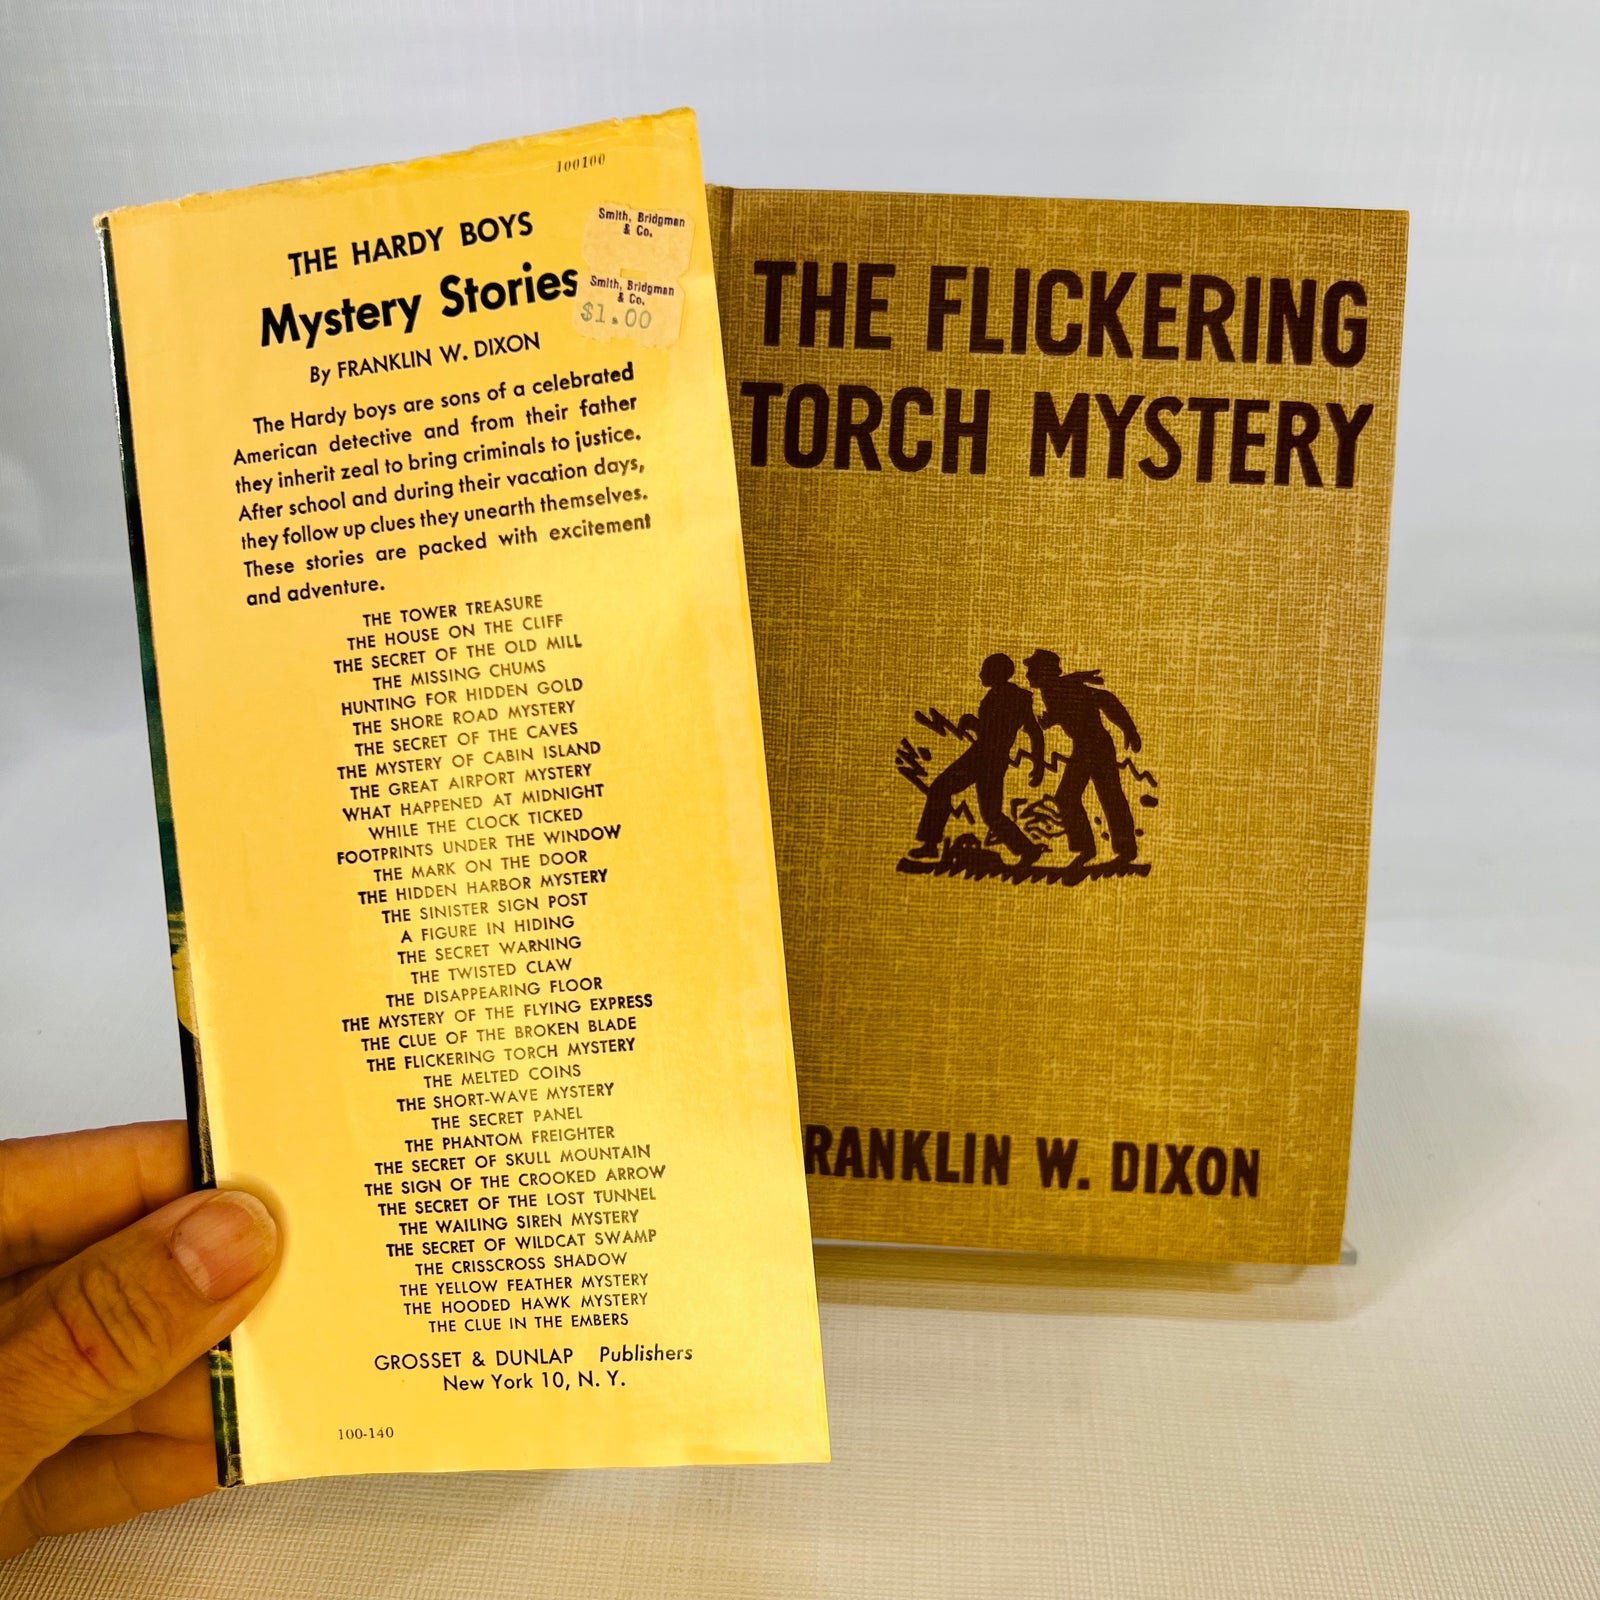 100100
THE HARDY BOYS
Mystery Stories
By FRANKLIN W. DIXON
Smith, Bridgman
& Co.
Smith, Bridgman
& Co.
$1.00
The Hardy boys are sons of a celebrated
American detective and from their father
they inherit zeal to bring criminals to justice.
After school and during their vacation days,
they follow up clues they unearth themselves.
These stories are packed with excitement
and adventure.
THE TOWER TREASURE
THE HOUSE ON THE CLIFF
THE SECRET OF THE OLD MILL
THE MISSING CHUMS
HUNTING FOR HIDDEN GOLD
THE SHORE ROAD MYSTERY
THE SECRET OF THE CAVES
THE MYSTERY OF CABIN ISLAND
THE GREAT AIRPORT MYSTERY
WHAT HAPPENED AT MIDNIGHT
WHILE THE CLOCK TICKED
FOOTPRINTS UNDER THE WINDOW
THE MARK ON THE DOOR
THE HIDDEN HARBOR MYSTERY
THE SINISTER SIGN POST
A FIGURE IN HIDING
THE SECRET WARNING
THE TWISTED CLAW
THE DISAPPEARING FLOOR
THE MYSTERY OF THE FLYING EXPRESS
THE CLUE OF THE BROKEN BLADE
THE FLICKERING TORCH MYSTERY
THE MELTED COINS
THE SHORT-WAVE MYSTERY
THE SECRET PANEL
THE PHANTOM FREIGHTER
THE SECRET OF SKULL MOUNTAIN
THE SIGN OF THE CROOKED ARROW
THE SECRET OF THE LOST TUNNEL
THE WAILING SIREN MYSTERY
THE SECRET OF WILDCAT SWAMP
THE CRISSCROSS SHADOW
THE YELLOW FEATHER MYSTERY
THE HOODED HAWK MYSTERY
THE CLUE IN THE EMBERS
GROSSET & DUNLAP Publishers
New York 10, N. Y.
100-140
THE FLICKERING
TORCH MYSTERY
RANKLIN W. DIXON